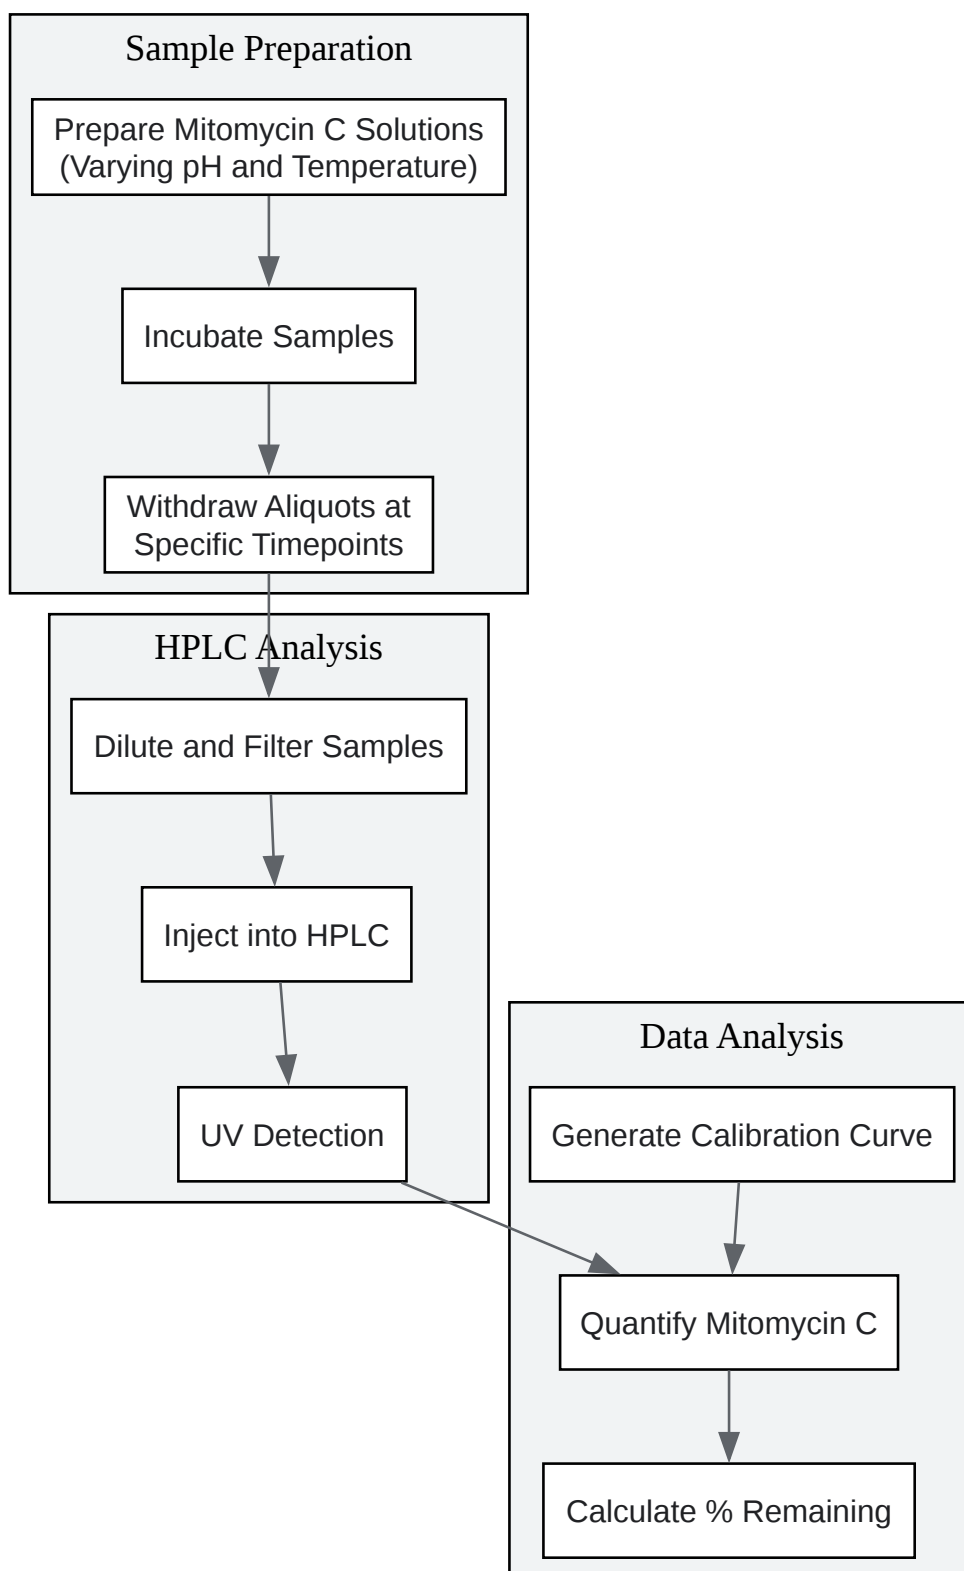 Sample Preparation
Prepare Mitomycin C Solutions
(Varying pH and Temperature)
Incubate Samples
Withdraw Aliquots at
Specific Timepoints
HPLC Analysis
Dilute and Filter Samples
Inject into HPLC
UV Detection
Data Analysis
Generate Calibration Curve
Quantify Mitomycin C
Calculate % Remaining